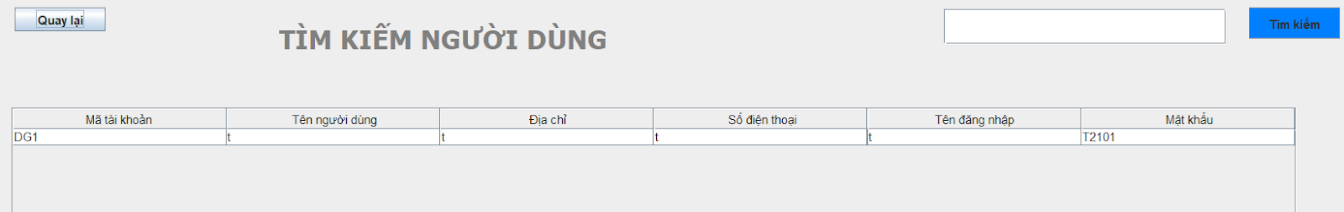 Quay lại
TÌM KIẾM NGƯỜI DÙNG
Tìm kiếm
Mã tài khoản Tên người dùng Địa chỉ Số điện thoại Tên đăng nhập Mật khẩu
DG1 t t t t T2101